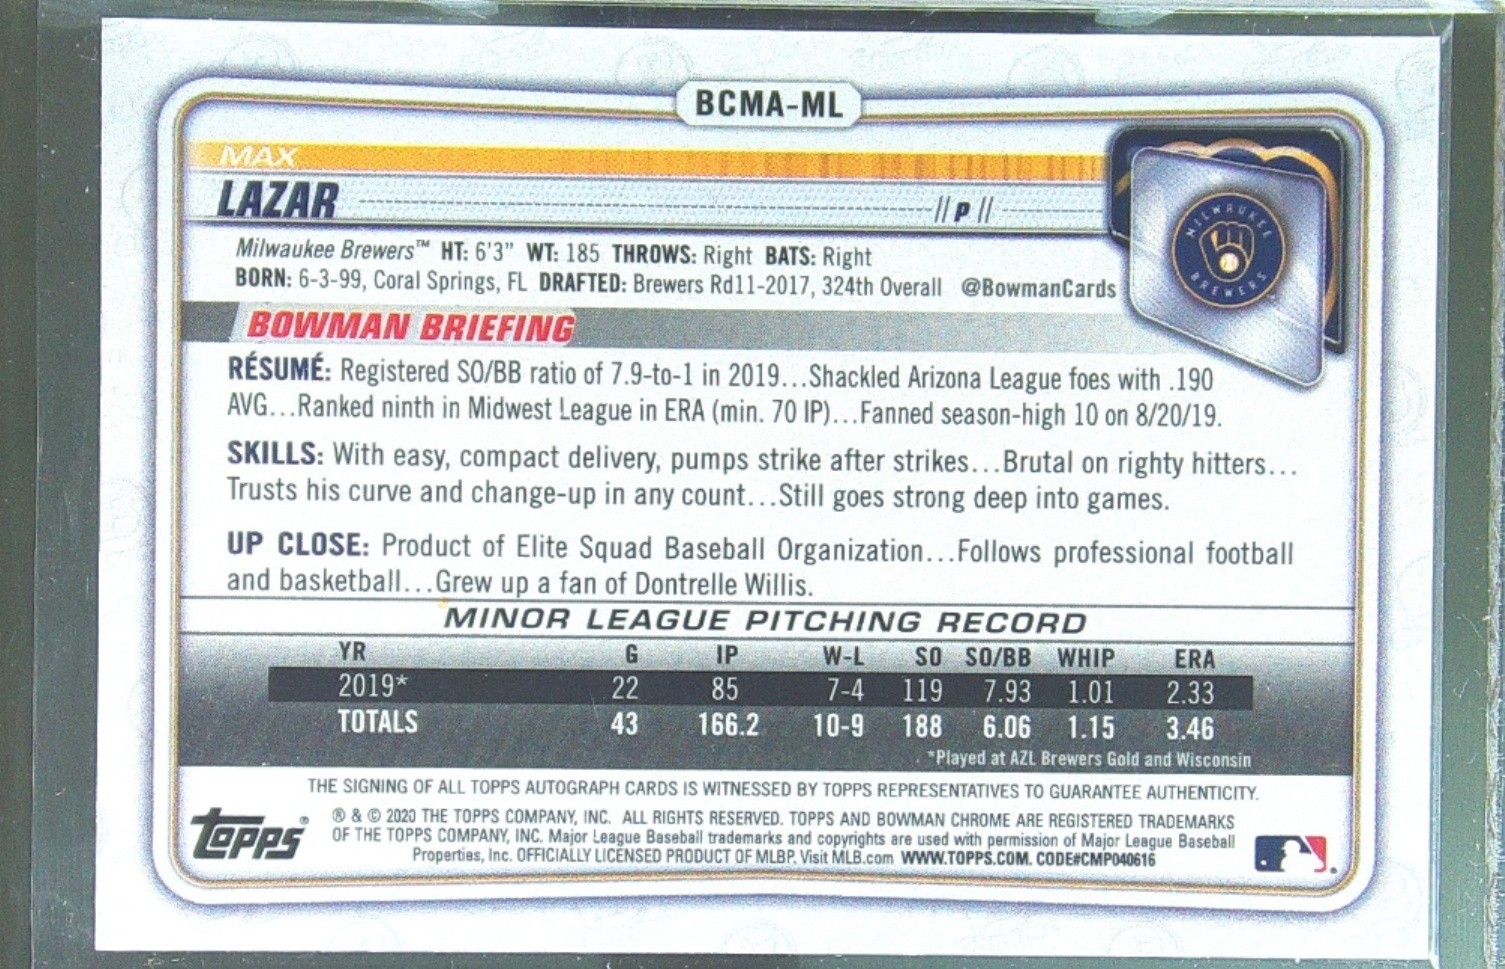 BCMA-ML
MAX
LAZAR
// P //
MILWAUKEE
BREWERS
Milwaukee Brewers™ HT: 6'3" WT: 185 THROWS: Right BATS: Right
BORN: 6-3-99, Coral Springs, FL DRAFTED: Brewers Rd11-2017, 324th Overall @BowmanCards
BOWMAN BRIEFING
RÉSUMÉ: Registered SO/BB ratio of 7.9-to-1 in 2019...Shackled Arizona League foes with .190
AVG...Ranked ninth in Midwest League in ERA (min. 70 IP)...Fanned season-high 10 on 8/20/19.
SKILLS: With easy, compact delivery, pumps strike after strikes...Brutal on righty hitters...
Trusts his curve and change-up in any count...Still goes strong deep into games.
UP CLOSE: Product of Elite Squad Baseball Organization...Follows professional football
and basketball...Grew up a fan of Dontrelle Willis.
MINOR LEAGUE PITCHING RECORD
YR G IP W-L SO SO/BB WHIP ERA
2019* 22 85 7-4 119 7.93 1.01 2.33
TOTALS 43 166.2 10-9 188 6.06 1.15 3.46
*Played at AZL Brewers Gold and Wisconsin
THE SIGNING OF ALL TOPPS AUTOGRAPH CARDS IS WITNESSED BY TOPPS REPRESENTATIVES TO GUARANTEE AUTHENTICITY.
topps®
® & © 2020 THE TOPPS COMPANY, INC. ALL RIGHTS RESERVED. TOPPS AND BOWMAN CHROME ARE REGISTERED TRADEMARKS
OF THE TOPPS COMPANY, INC. Major League Baseball trademarks and copyrights are used with permission of Major League Baseball
Properties, Inc. OFFICIALLY LICENSED PRODUCT OF MLBP. Visit MLB.com WWW.TOPPS.COM. CODE#CMP040616